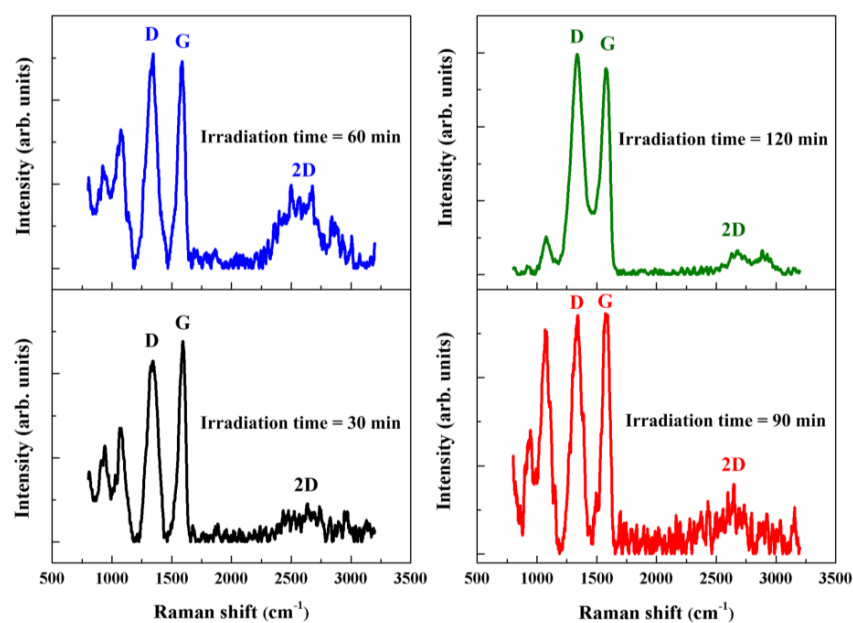 D
G
Irradiation time = 60 min
2D
Intensity (arb. units)
D
G
Irradiation time = 120 min
2D
Intensity (arb. units)
D
G
Irradiation time = 30 min
2D
Intensity (arb. units)
500 1000 1500 2000 2500 3000 3500
Raman shift (cm⁻¹)
D
G
Irradiation time = 90 min
2D
Intensity (arb. units)
500 1000 1500 2000 2500 3000 3500
Raman shift (cm⁻¹)